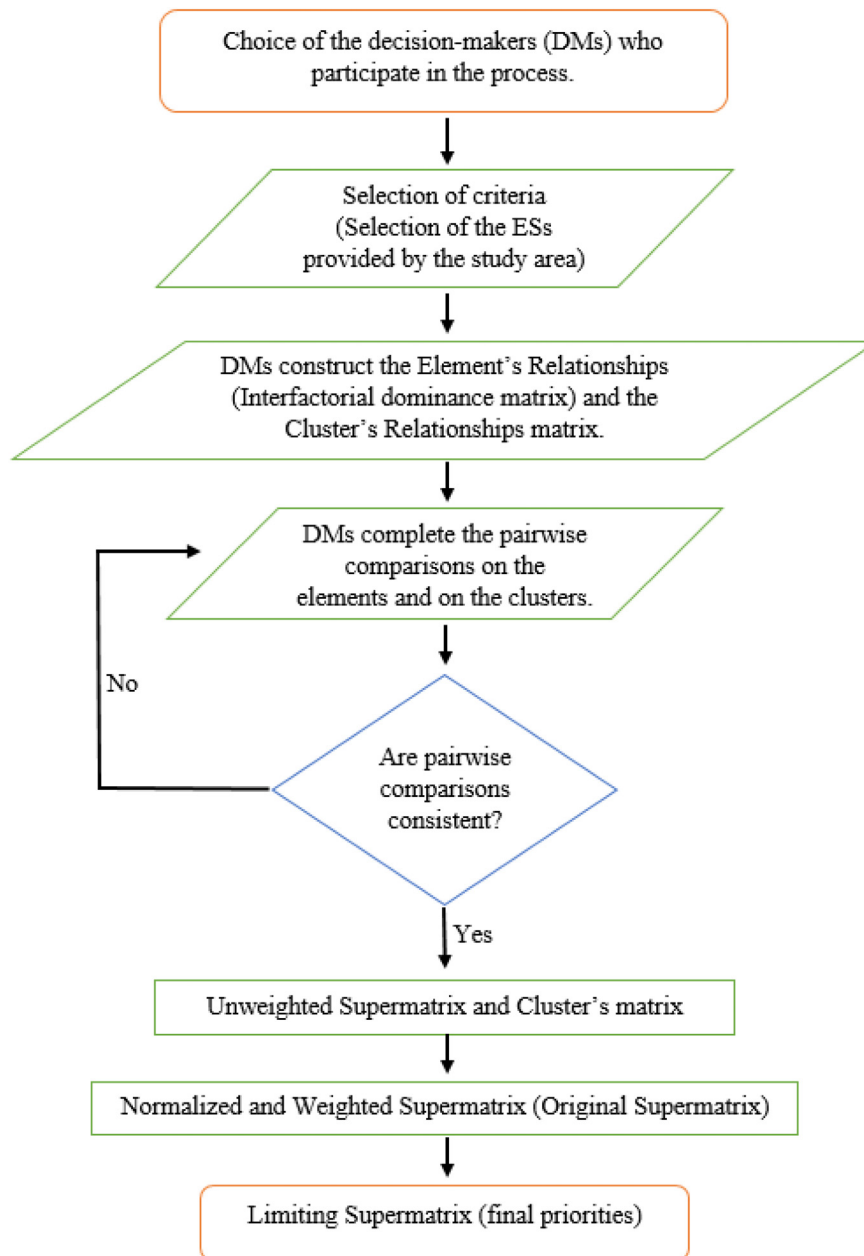 Choice of the decision-makers (DMs) who
participate in the process.
Selection of criteria
(Selection of the ESs
provided by the study area)
DMs construct the Element's Relationships
(Interfactorial dominance matrix) and the
Cluster's Relationships matrix.
DMs complete the pairwise
comparisons on the
elements and on the clusters.
No
Are pairwise
comparisons
consistent?
Yes
Unweighted Supermatrix and Cluster's matrix
Normalized and Weighted Supermatrix (Original Supermatrix)
Limiting Supermatrix (final priorities)